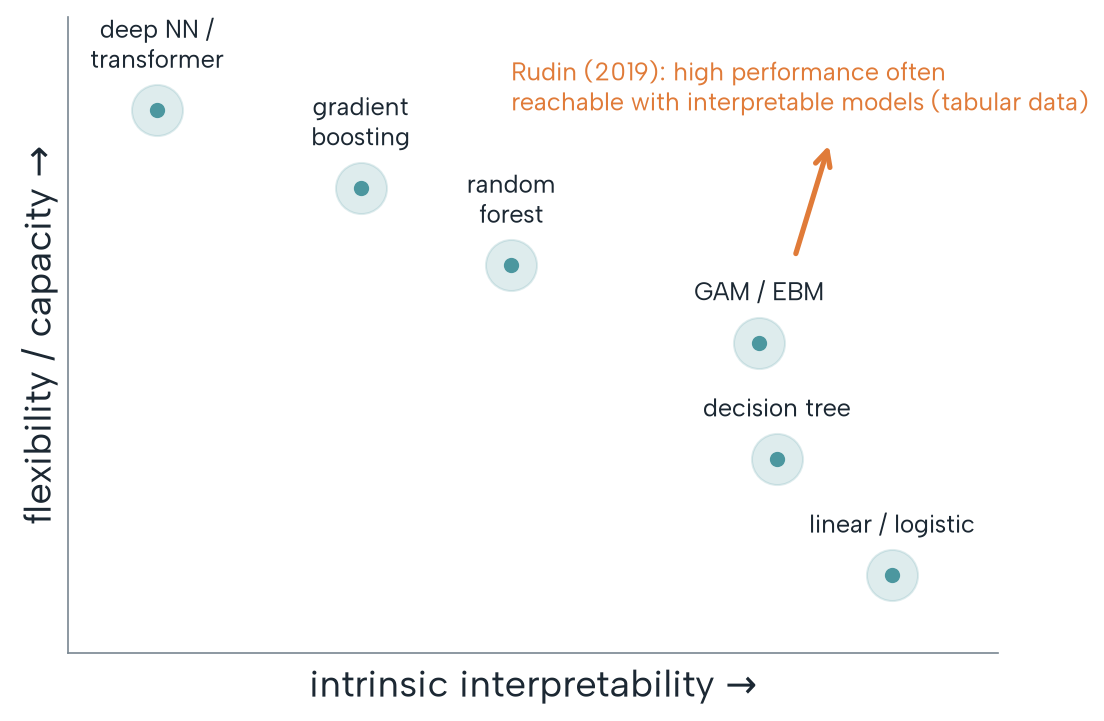 deep NN /
transformer
Rudin (2019): high performance often
reachable with interpretable models (tabular data)
gradient
boosting
random
forest
GAM / EBM
decision tree
linear / logistic
flexibility / capacity →
intrinsic interpretability →